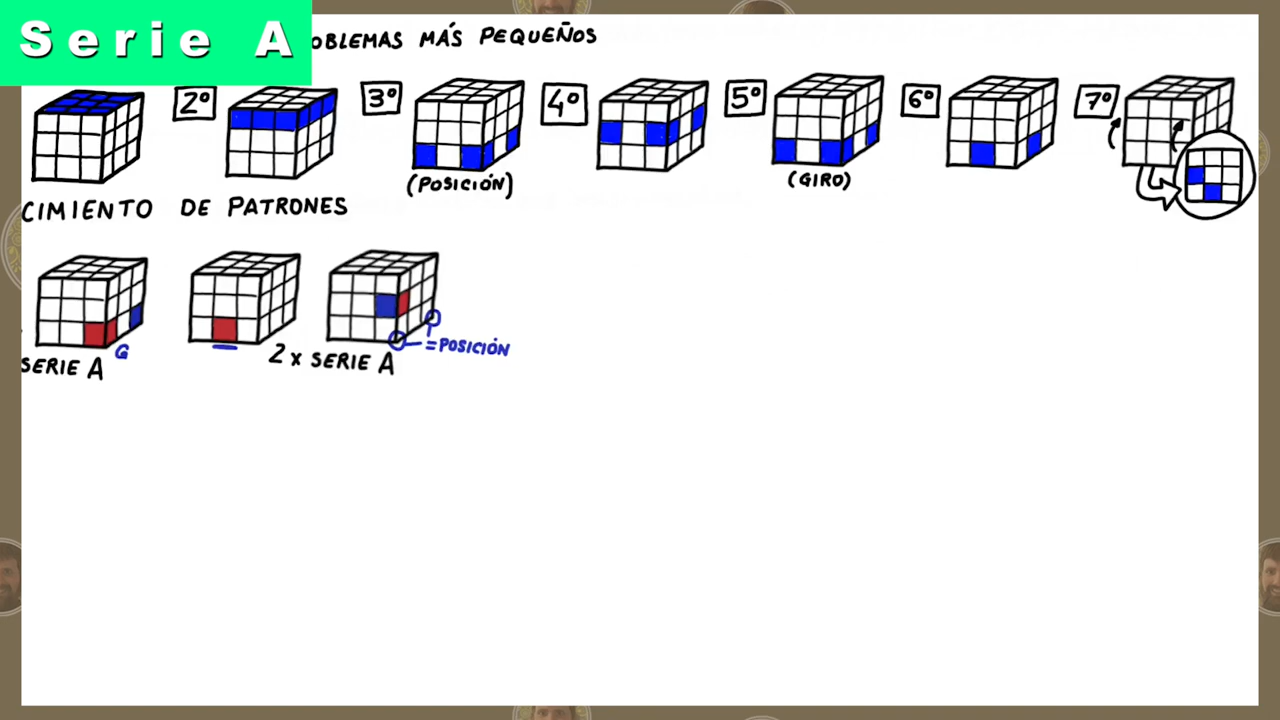 Serie A
OBLEMAS MÁS PEQUEÑOS
2º 3º 4º 5º 6º 7º
(POSICIÓN) (GIRO)
CIMIENTO DE PATRONES
G
= POSICIÓN
SERIE A 2 x SERIE A